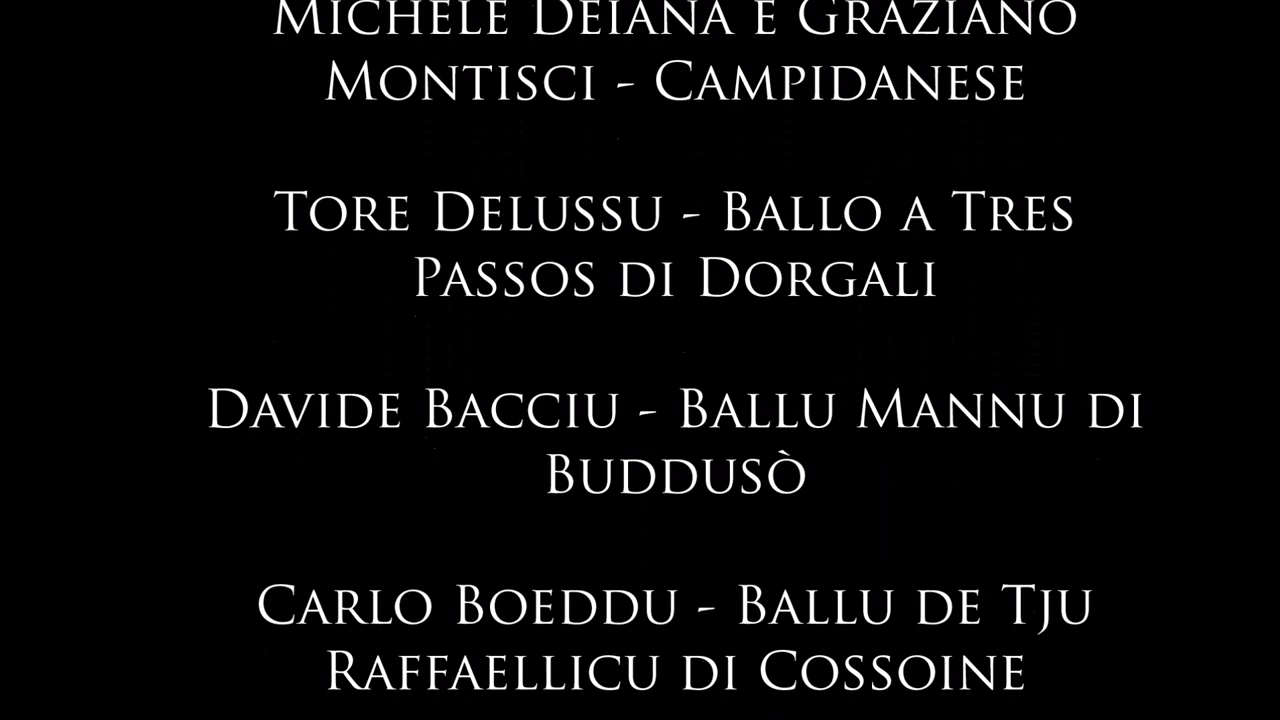 Michele Deiana e Graziano
Montisci - Campidanese
Tore Delussu - Ballo a Tres
Passos di Dorgali
Davide Bacciu - Ballu Mannu di
Buddusò
Carlo Boeddu - Ballu de Tju
Raffaellicu di Cossoine